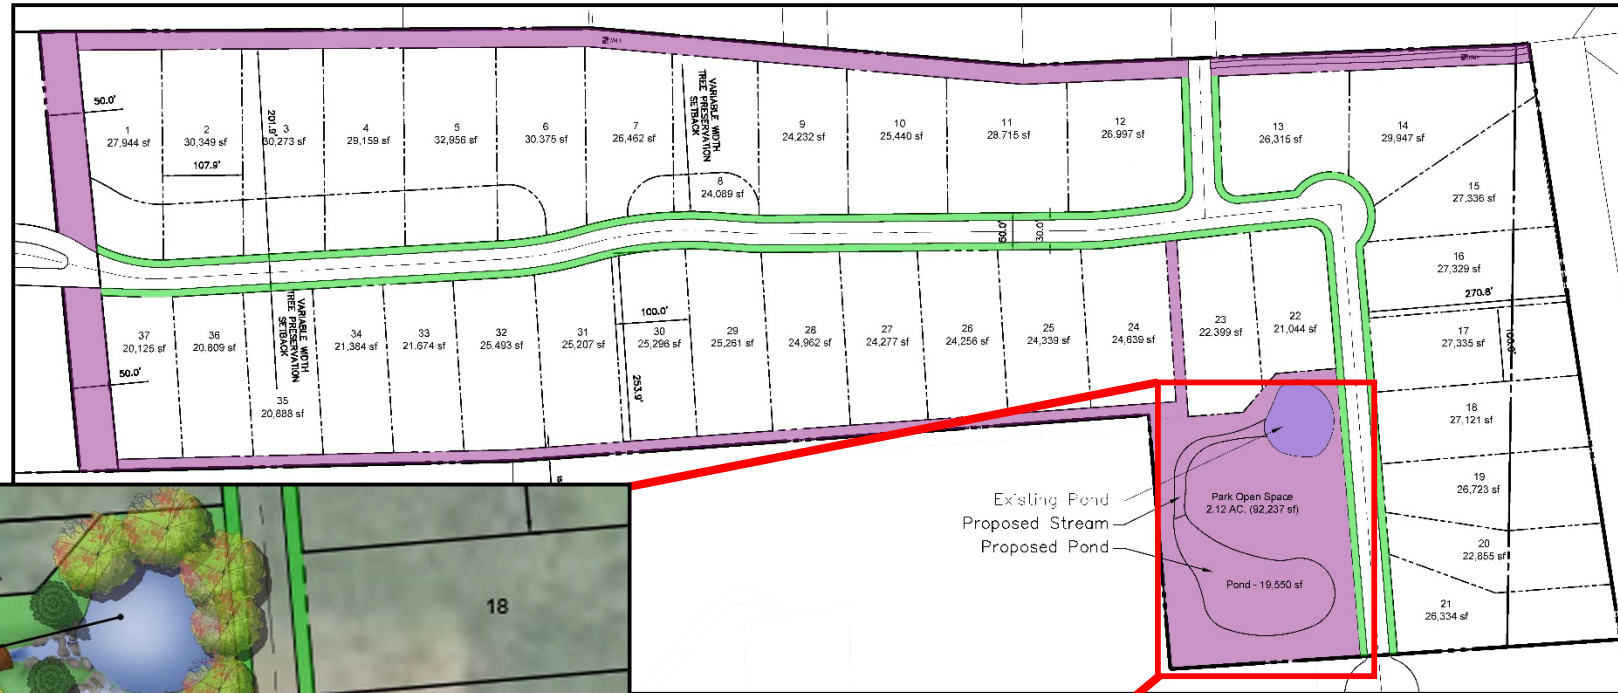 50.0'
1
27,944 sf
2
30,349 sf
107.9'
201.9'
3
30,273 sf
4
29,159 sf
5
32,956 sf
6
30.375 sf
7
26,462 sf
VARIABLE WIDTH
TREE PRESERVATION
SETBACK
8
24,089 sf
9
24,232 sf
10
25,440 sf
11
28.715 sf
12
26.997 sf
13
26,315 sf
14
29,947 sf
15
27,336 sf
16
27,329 sf
270.8'
17
27,335 sf
100.0'
18
27,121 sf
19
26,723 sf
20
22,855 sf
21
26,334 sf
60.0'
30.0'
37
20,125 sf
50.0'
36
20.809 sf
VARIABLE WIDTH
TREE PRESERVATION
SETBACK
35
20,888 sf
34
21,384 sf
33
21.674 sf
32
25.493 sf
31
25,207 sf
100.0'
30
25,296 sf
253.9'
29
25,261 sf
28
24,962 sf
27
24,277 sf
26
24,256 sf
25
24,339 sf
24
24,639 sf
23
22.399 sf
22
21,044 sf
Existing Pond
Proposed Stream
Proposed Pond
Park Open Space
2.12 AC. (92,237 sf)
Pond - 19,550 sf
18